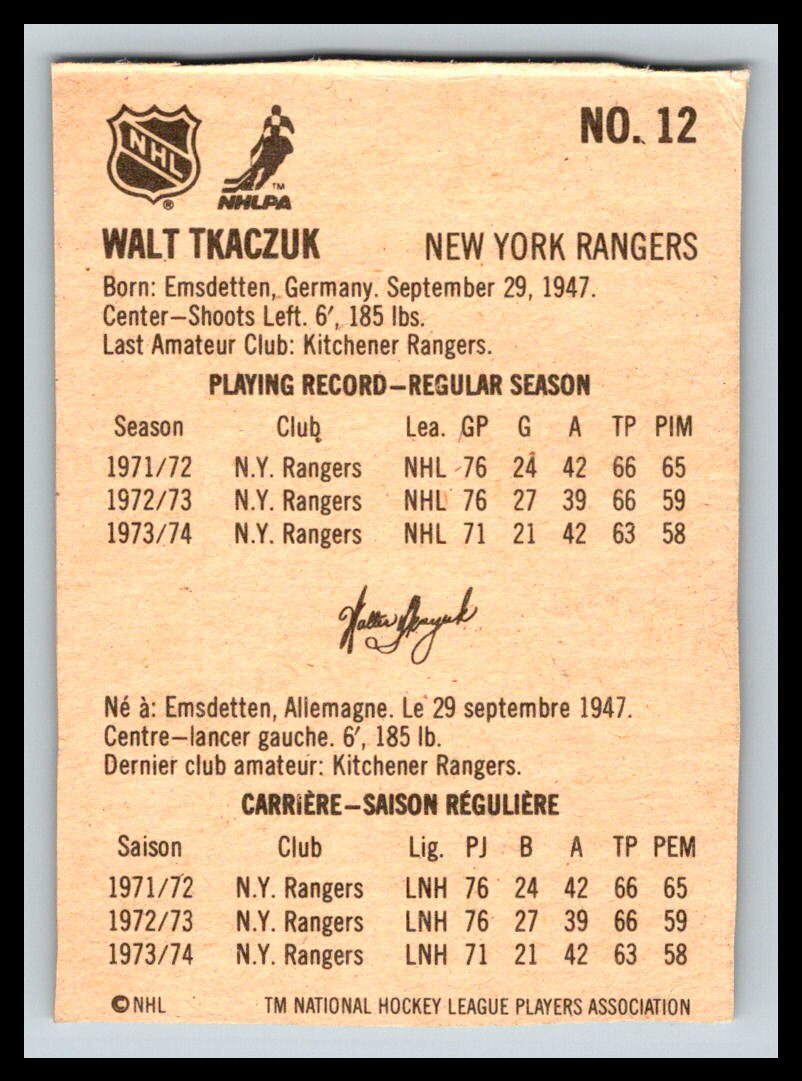 NHL
®
TM
NHLPA
NO. 12
WALT TKACZUK NEW YORK RANGERS
Born: Emsdetten, Germany. September 29, 1947.
Center–Shoots Left. 6', 185 lbs.
Last Amateur Club: Kitchener Rangers.
PLAYING RECORD–REGULAR SEASON
Season Club Lea. GP G A TP PIM
1971/72 N.Y. Rangers NHL 76 24 42 66 65
1972/73 N.Y. Rangers NHL 76 27 39 66 59
1973/74 N.Y. Rangers NHL 71 21 42 63 58
Walter Tkaczuk
Né à: Emsdetten, Allemagne. Le 29 septembre 1947.
Centre–lancer gauche. 6', 185 lb.
Dernier club amateur: Kitchener Rangers.
CARRIÈRE–SAISON RÉGULIÈRE
Saison Club Lig. PJ B A TP PEM
1971/72 N.Y. Rangers LNH 76 24 42 66 65
1972/73 N.Y. Rangers LNH 76 27 39 66 59
1973/74 N.Y. Rangers LNH 71 21 42 63 58
©NHL TM NATIONAL HOCKEY LEAGUE PLAYERS ASSOCIATION